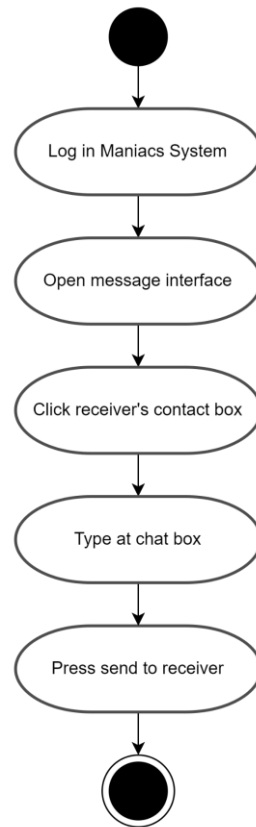 Log in Maniacs System
Open message interface
Click receiver's contact box
Type at chat box
Press send to receiver